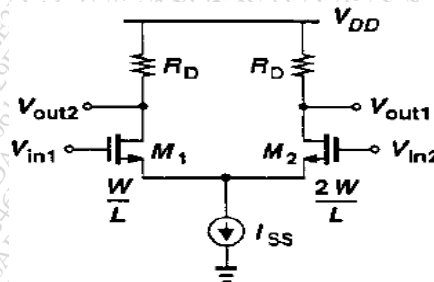 V_DD
R_D R_D
V_out2 V_out1
V_in1 M_1 M_2 V_in2
W/L 2W/L
I_SS